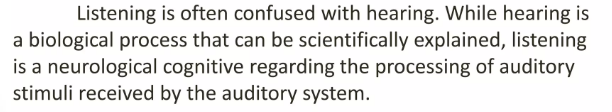 Listening is often confused with hearing. While hearing is
a biological process that can be scientifically explained, listening
is a neurological cognitive regarding the processing of auditory
stimuli received by the auditory system.